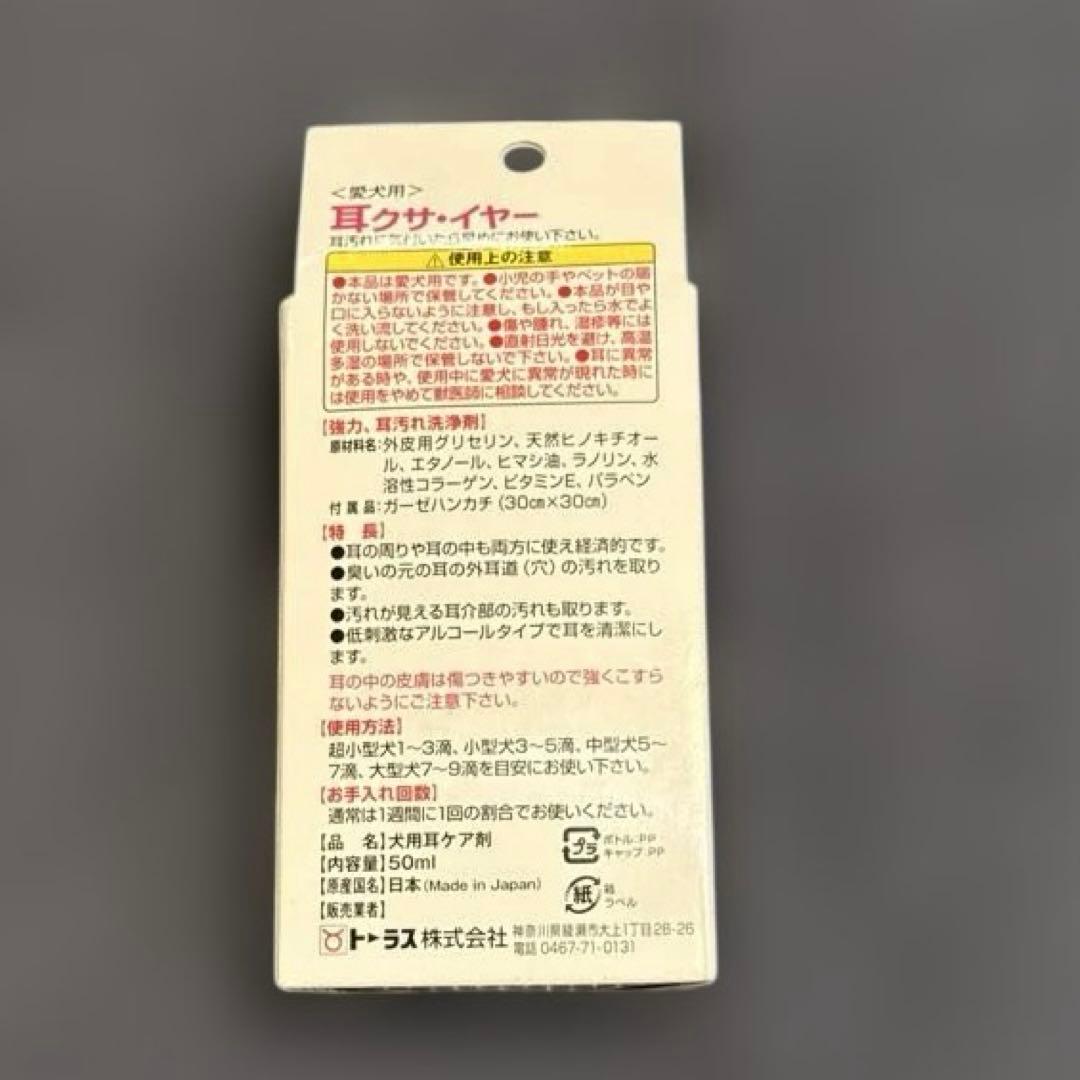 ＜愛犬用＞
耳クサ・イヤー
耳汚れに気付いたら早めにお使い下さい。
⚠使用上の注意
●本品は愛犬用です。●小児の手やペットの届
かない場所で保管してください。●本品が目や
口に入らないように注意し、もし入ったら水でよ
く洗い流してください。●傷や腫れ、湿疹等には
使用しないでください。●直射日光を避け、高温
多湿の場所で保管しないで下さい。●耳に異常
がある時や、使用中に愛犬に異常が現れた時に
は使用をやめて獣医師に相談してください。
【強力、耳汚れ洗浄剤】
原材料名：外皮用グリセリン、天然ヒノキチオー
ル、エタノール、ヒマシ油、ラノリン、水
溶性コラーゲン、ビタミンE、パラベン
付属品：ガーゼハンカチ（30㎝×30㎝）
【特　長】
●耳の周りや耳の中も両方に使え経済的です。
●臭いの元の耳の外耳道（穴）の汚れを取り
ます。
●汚れが見える耳介部の汚れも取ります。
●低刺激なアルコールタイプで耳を清潔にし
ます。
耳の中の皮膚は傷つきやすいので強くこすら
ないようにご注意下さい。
【使用方法】
超小型犬1～3滴、小型犬3～5滴、中型犬5～
7滴、大型犬7～9滴を目安にお使い下さい。
【お手入れ回数】
通常は1週間に1回の割合でお使いください。
【品　名】犬用耳ケア剤
【内容量】50ml
【原産国名】日本（Made in Japan）
【販売業者】
プラ
ボトル：PP
キャップ：PP
紙
箱
ラベル
トーラス株式会社
神奈川県綾瀬市大上1丁目28-26
電話 0467-71-0131